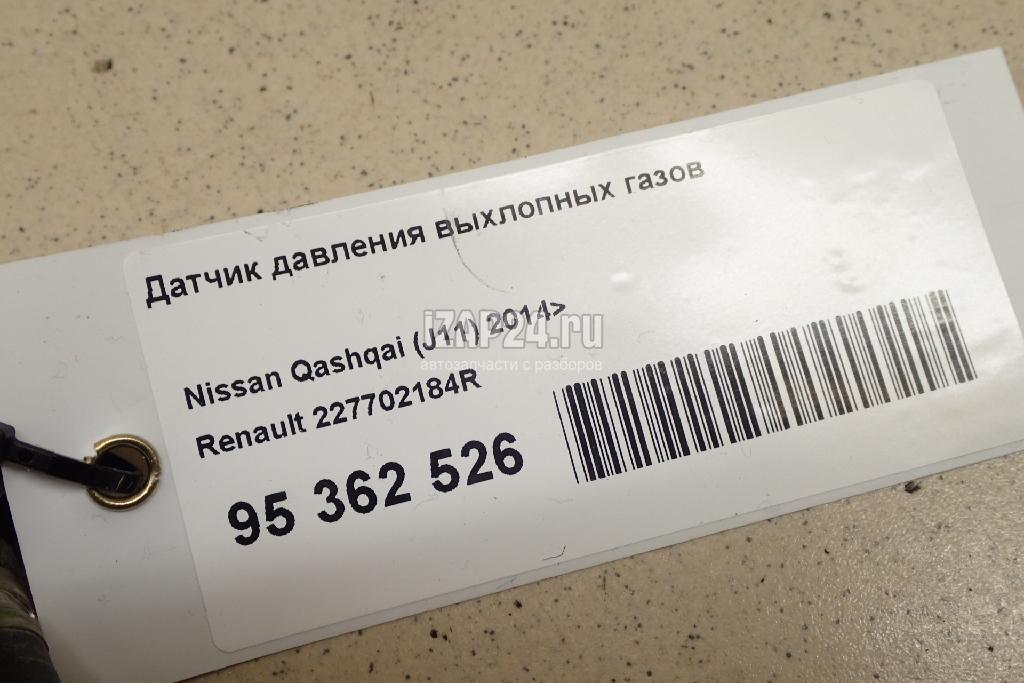 Датчик давления выхлопных газов
Nissan Qashqai (J11) 2014>
iZAP24.ru
автозапчасти с разборов
Renault 227702184R
95 362 526